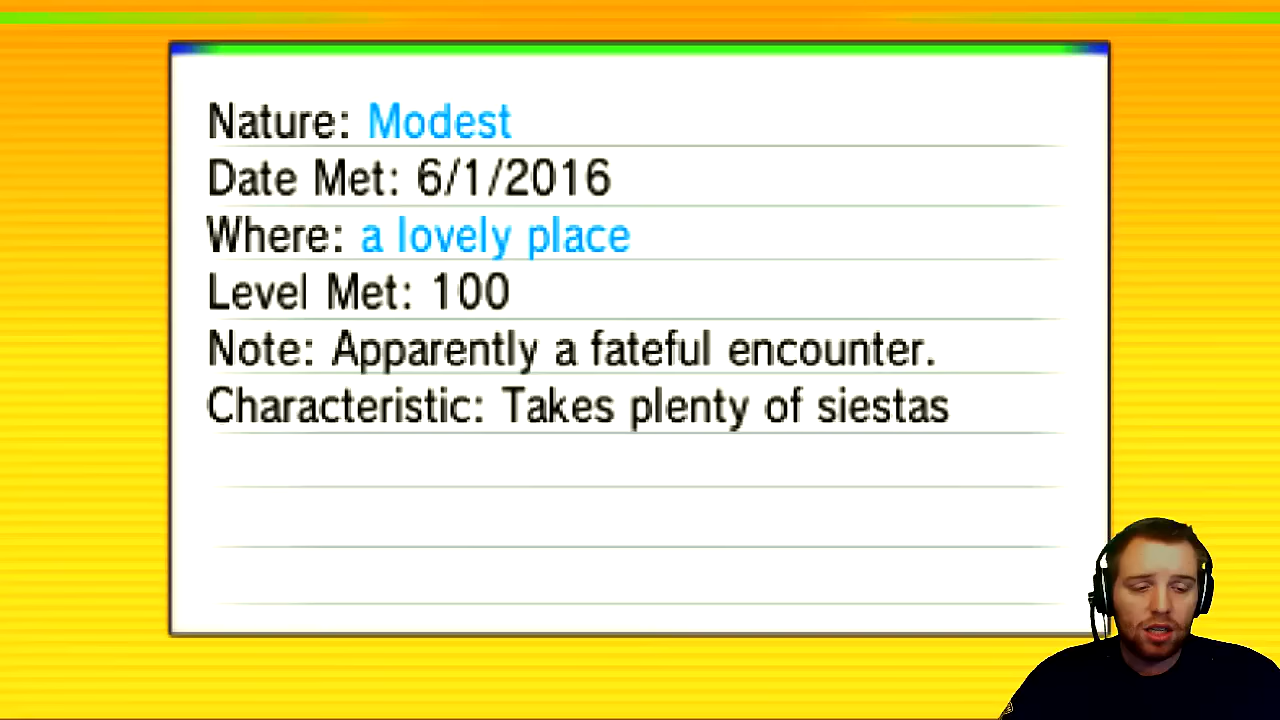 Nature: Modest
Date Met: 6/1/2016
Where: a lovely place
Level Met: 100
Note: Apparently a fateful encounter.
Characteristic: Takes plenty of siestas